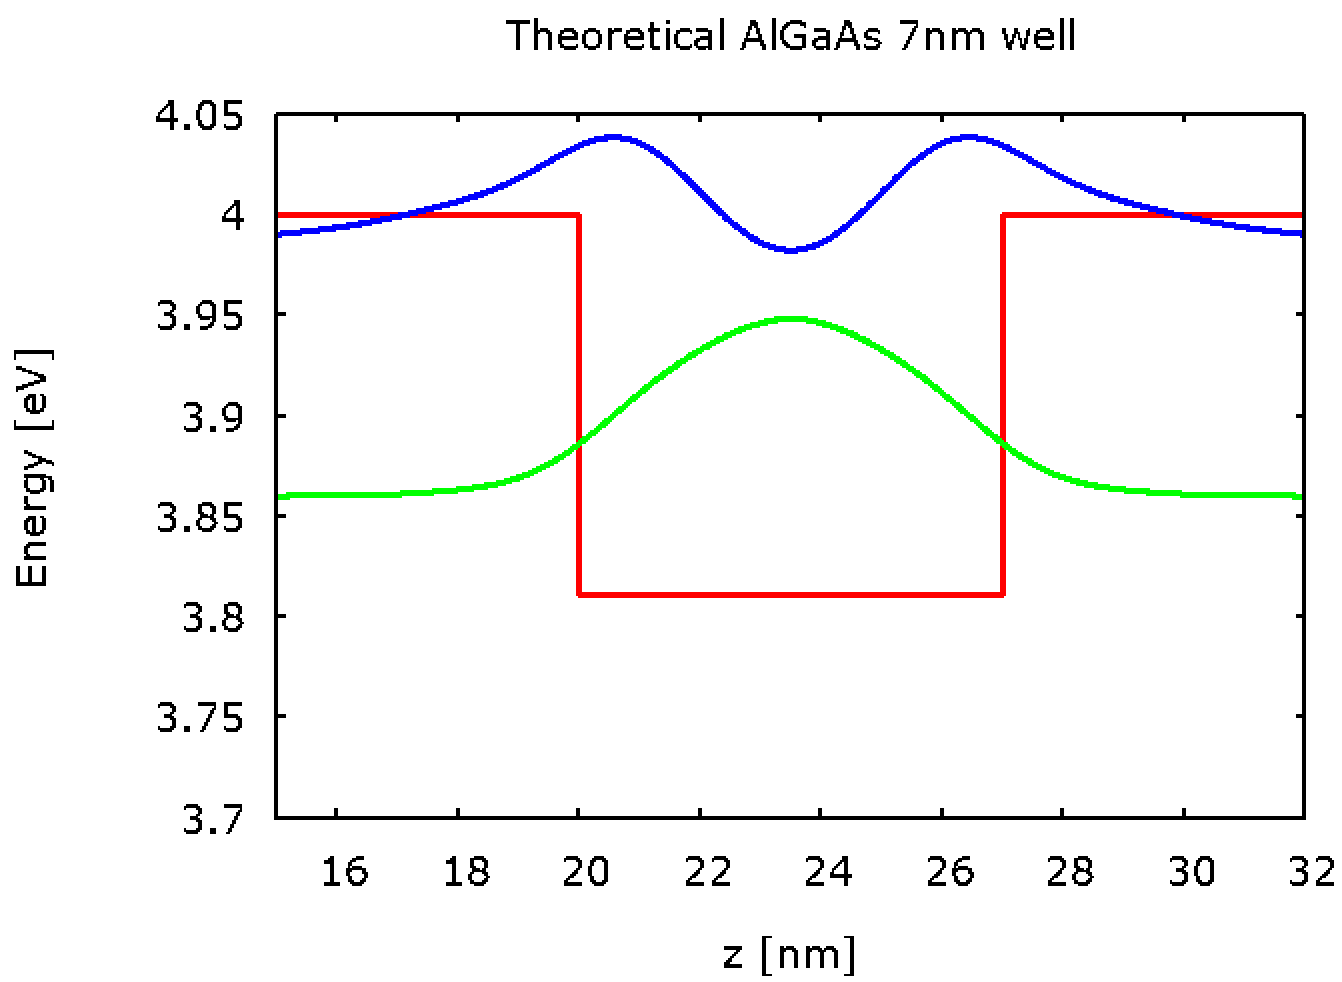 Theoretical AlGaAs 7nm well
4.05
4
3.95
3.9
3.85
3.8
3.75
3.7
Energy [eV]
16 18 20 22 24 26 28 30 32
z [nm]